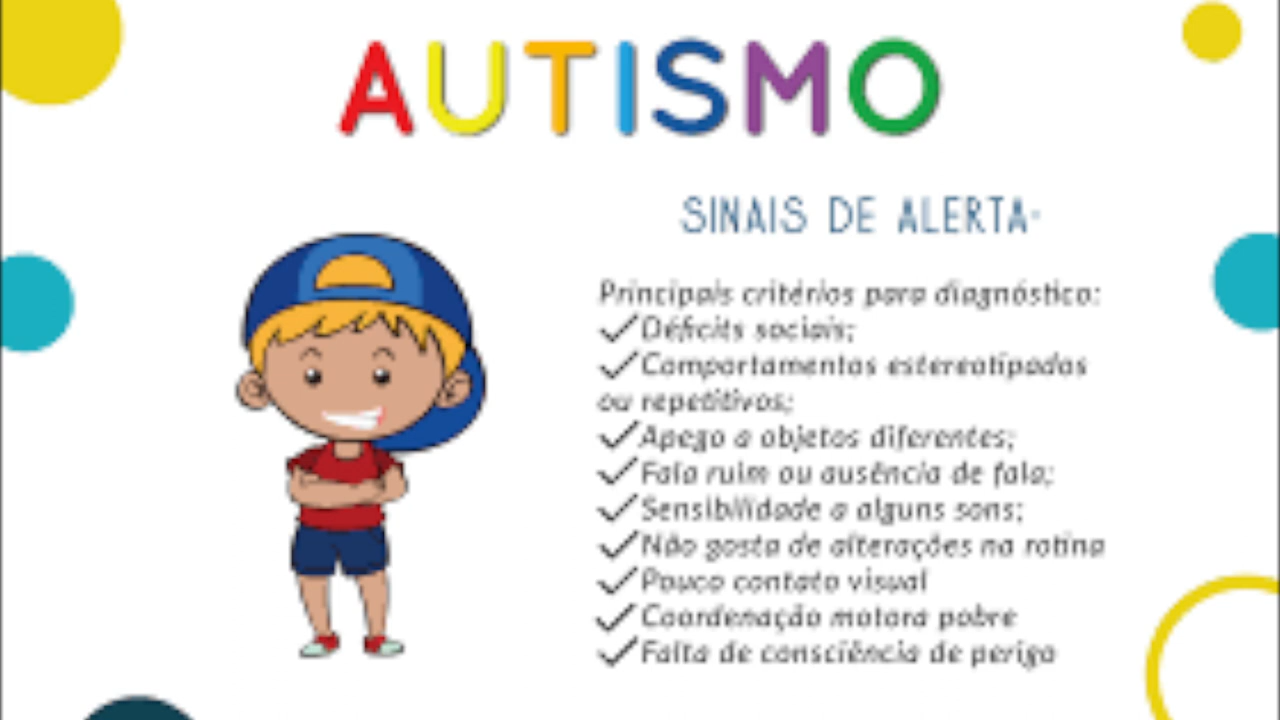 AUTISMO
SINAIS DE ALERTA
Principais critérios para diagnóstico:
✓Déficits sociais;
✓Comportamentos estereotipados
ou repetitivos;
✓Apego a objetos diferentes;
✓Fala ruim ou ausência de fala;
✓Sensibilidade a alguns sons;
✓Não gosta de alterações na rotina
✓Pouco contato visual
✓Coordenação motora pobre
✓Falta de consciência de perigo